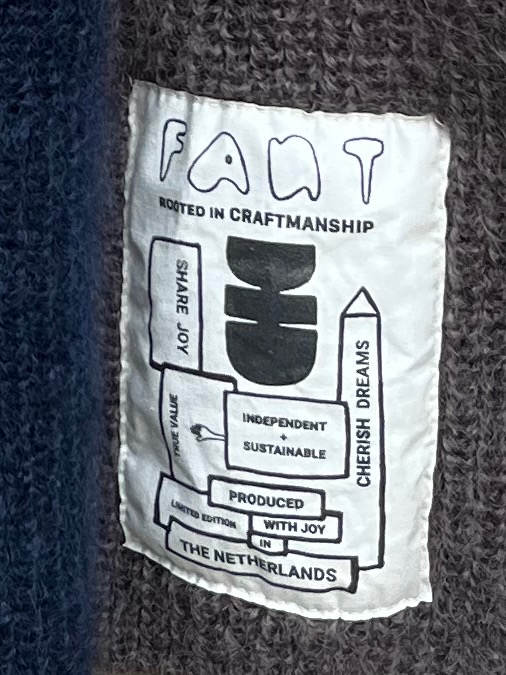 FANT
ROOTED IN CRAFTMANSHIP
SHARE JOY
CHERISH DREAMS
TRUE VALUE
INDEPENDENT
+
SUSTAINABLE
PRODUCED
LIMITED EDITION
WITH JOY
IN
THE NETHERLANDS